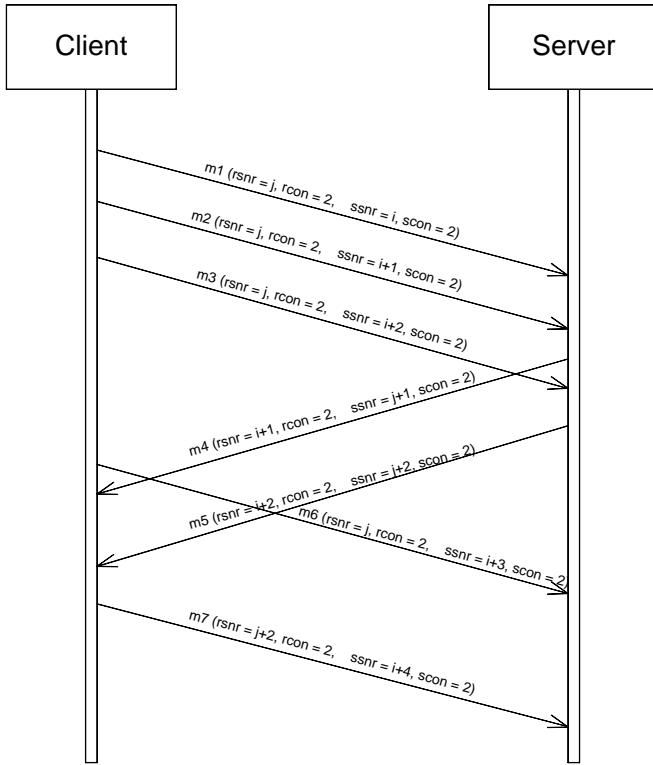 Client
Server
m1 (rsnr = j, rcon = 2, ssnr = i, scon = 2)
m2 (rsnr = j, rcon = 2, ssnr = i+1, scon = 2)
m3 (rsnr = j, rcon = 2, ssnr = i+2, scon = 2)
m4 (rsnr = i+1, rcon = 2, ssnr = j+1, scon = 2)
m5 (rsnr = i+2, rcon = 2, ssnr = j+2, scon = 2)
m6 (rsnr = j, rcon = 2, ssnr = i+3, scon = 2)
m7 (rsnr = j+2, rcon = 2, ssnr = i+4, scon = 2)